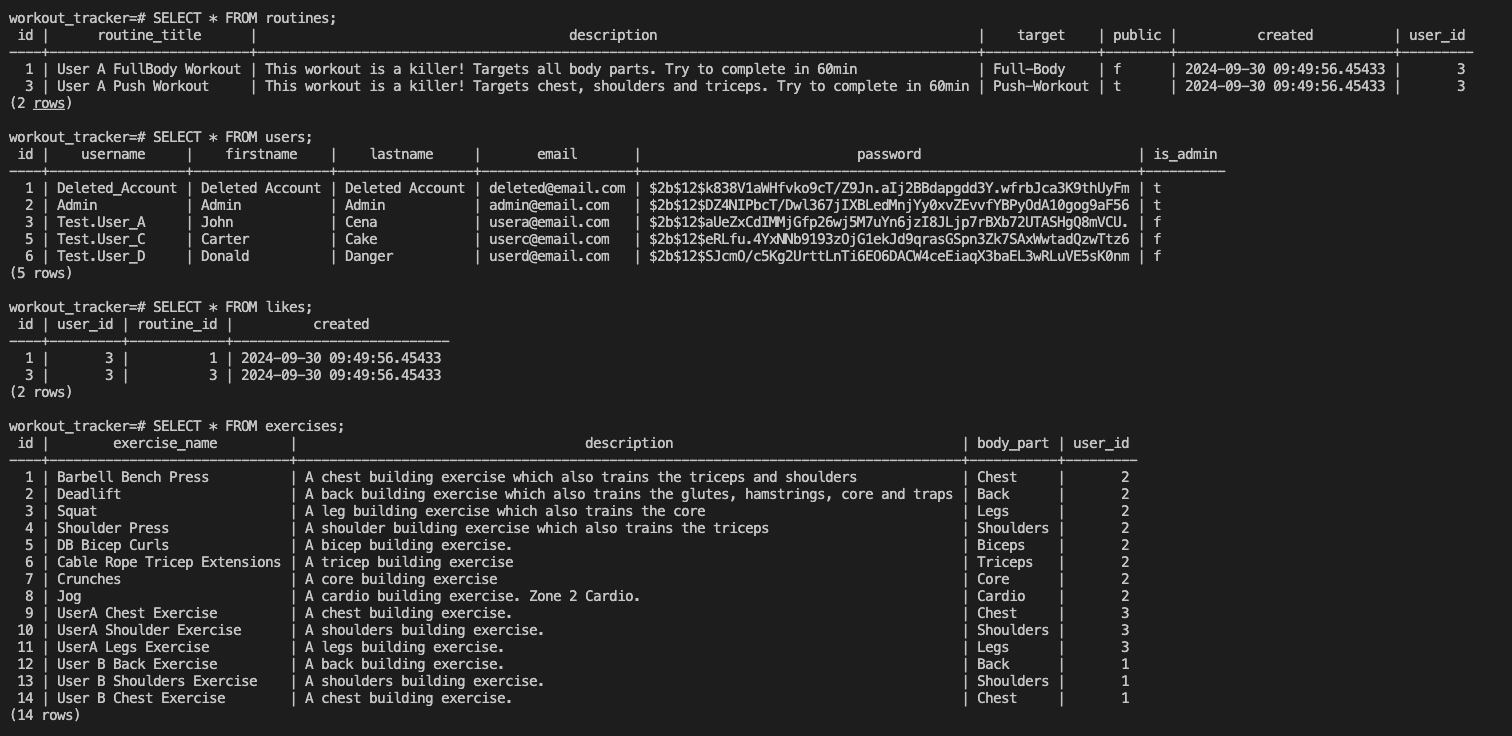 workout_tracker=# SELECT * FROM routines;
 id |      routine_title      |                                       description                                       |    target    | public |          created          | user_id
----+-------------------------+-----------------------------------------------------------------------------------------+--------------+--------+---------------------------+---------
  1 | User A FullBody Workout | This workout is a killer! Targets all body parts. Try to complete in 60min              | Full-Body    | f      | 2024-09-30 09:49:56.45433 |       3
  3 | User A Push Workout     | This workout is a killer! Targets chest, shoulders and triceps. Try to complete in 60min | Push-Workout | t      | 2024-09-30 09:49:56.45433 |       3
(2 rows)
workout_tracker=# SELECT * FROM users;
 id |    username     |    firstname    |    lastname     |       email       |                           password                           | is_admin
----+-----------------+-----------------+-----------------+-------------------+--------------------------------------------------------------+----------
  1 | Deleted_Account | Deleted Account | Deleted Account | deleted@email.com | $2b$12$k838V1aWHfvko9cT/Z9Jn.aIj2BBdapgdd3Y.wfrbJca3K9thUyFm | t
  2 | Admin           | Admin           | Admin           | admin@email.com   | $2b$12$DZ4NIPbcT/Dwl367jIXBLedMnjYy0xvZEvvfYBPyOdA10gog9aF56 | t
  3 | Test.User_A     | John            | Cena            | usera@email.com   | $2b$12$aUeZxCdIMMjGfp26wj5M7uYn6jzI8JLjp7rBXb72UTASHgQ8mVCU. | f
  5 | Test.User_C     | Carter          | Cake            | userc@email.com   | $2b$12$eRLfu.4YxNNb9193zOjG1ekJd9qrasGSpn3Zk7SAxWwtadQzwTtz6 | f
  6 | Test.User_D     | Donald          | Danger          | userd@email.com   | $2b$12$SJcmO/c5Kg2UrttLnTi6EO6DACW4ceEiaqX3baEL3wRLuVE5sK0nm | f
(5 rows)
workout_tracker=# SELECT * FROM likes;
 id | user_id | routine_id |          created
----+---------+------------+---------------------------
  1 |       3 |          1 | 2024-09-30 09:49:56.45433
  3 |       3 |          3 | 2024-09-30 09:49:56.45433
(2 rows)
workout_tracker=# SELECT * FROM exercises;
 id |        exercise_name         |                                    description                                    | body_part | user_id
----+------------------------------+-----------------------------------------------------------------------------------+-----------+---------
  1 | Barbell Bench Press          | A chest building exercise which also trains the triceps and shoulders             | Chest     |       2
  2 | Deadlift                     | A back building exercise which also trains the glutes, hamstrings, core and traps | Back      |       2
  3 | Squat                        | A leg building exercise which also trains the core                                | Legs      |       2
  4 | Shoulder Press               | A shoulder building exercise which also trains the triceps                        | Shoulders |       2
  5 | DB Bicep Curls               | A bicep building exercise.                                                        | Biceps    |       2
  6 | Cable Rope Tricep Extensions | A tricep building exercise                                                        | Triceps   |       2
  7 | Crunches                     | A core building exercise                                                          | Core      |       2
  8 | Jog                          | A cardio building exercise. Zone 2 Cardio.                                        | Cardio    |       2
  9 | UserA Chest Exercise         | A chest building exercise.                                                        | Chest     |       3
 10 | UserA Shoulder Exercise      | A shoulders building exercise.                                                    | Shoulders |       3
 11 | UserA Legs Exercise          | A legs building exercise.                                                         | Legs      |       3
 12 | User B Back Exercise         | A back building exercise.                                                         | Back      |       1
 13 | User B Shoulders Exercise    | A shoulders building exercise.                                                    | Shoulders |       1
 14 | User B Chest Exercise        | A chest building exercise.                                                        | Chest     |       1
(14 rows)